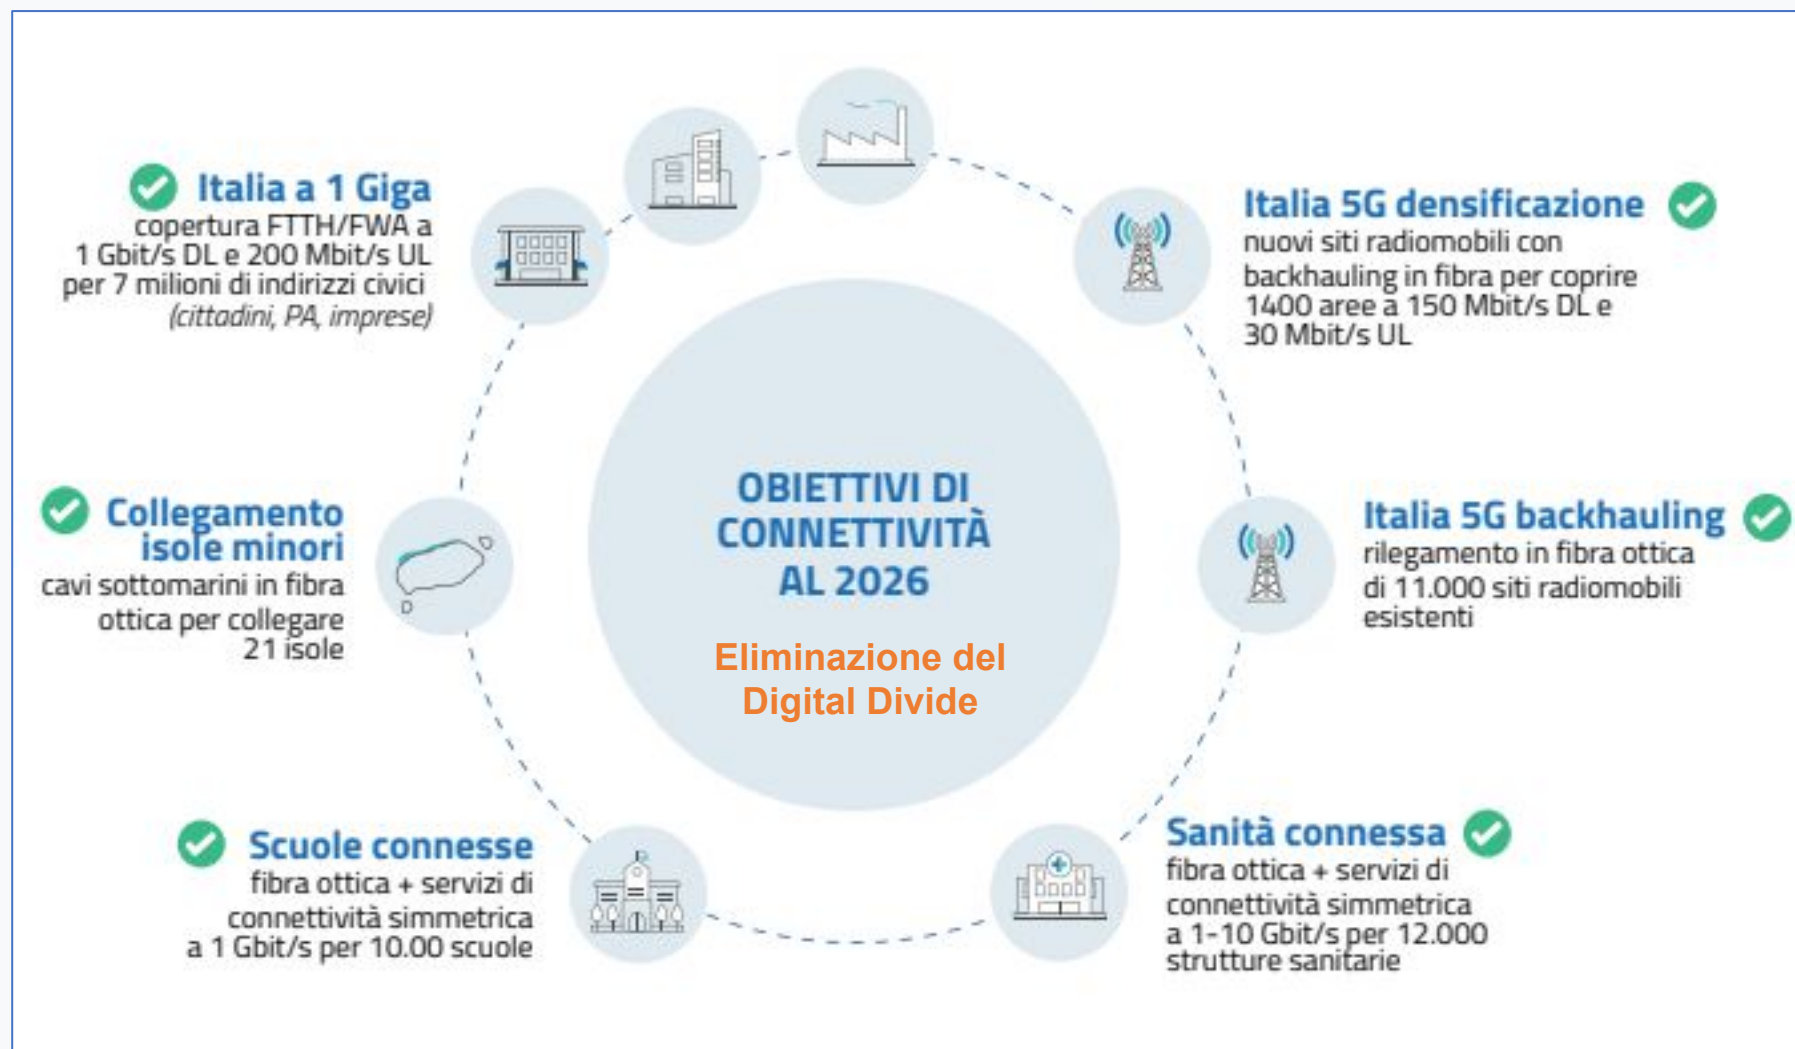 Italia a 1 Giga
copertura FTTH/FWA a
1 Gbit/s DL e 200 Mbit/s UL
per 7 milioni di indirizzi civici
(cittadini, PA, imprese)
Italia 5G densificazione
nuovi siti radiomobili con
backhauling in fibra per coprire
1400 aree a 150 Mbit/s DL e
30 Mbit/s UL
Collegamento
isole minori
cavi sottomarini in fibra
ottica per collegare
21 isole
OBIETTIVI DI
CONNETTIVITÀ
AL 2026
Eliminazione del
Digital Divide
Italia 5G backhauling
rilegamento in fibra ottica
di 11.000 siti radiomobili
esistenti
Scuole connesse
fibra ottica + servizi di
connettività simmetrica
a 1 Gbit/s per 10.00 scuole
Sanità connessa
fibra ottica + servizi di
connettività simmetrica
a 1-10 Gbit/s per 12.000
strutture sanitarie